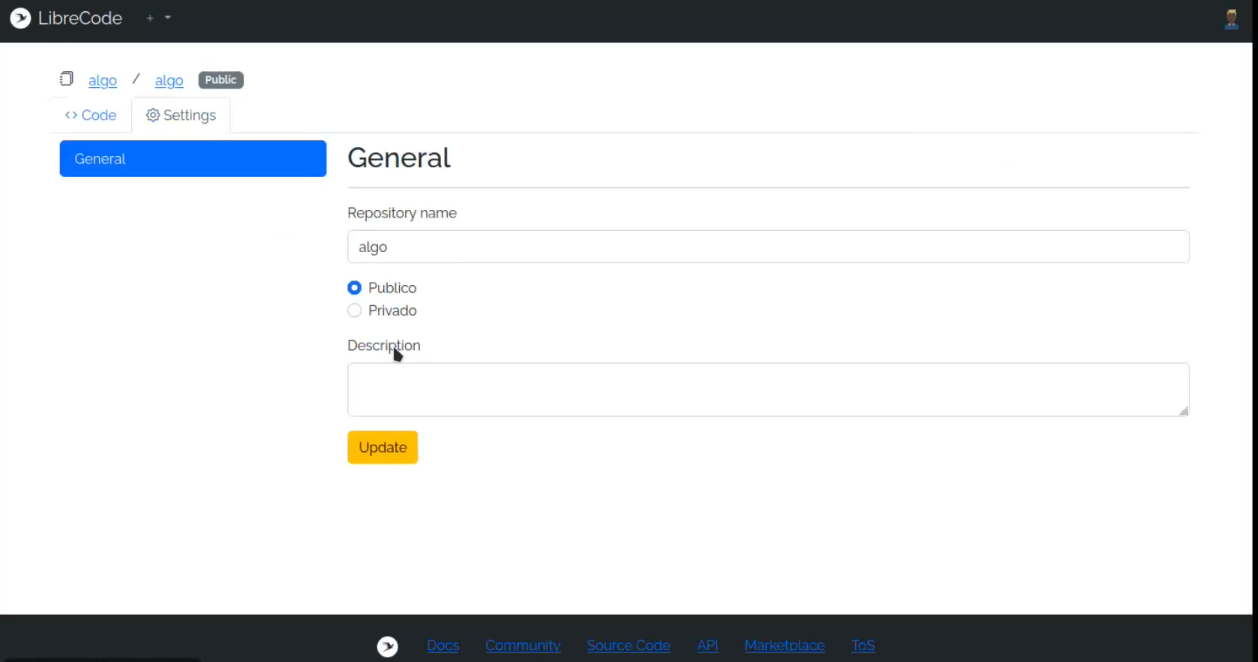 LibreCode +
algo / algo Public
<> Code Settings
General
General
Repository name
algo
Publico
Privado
Description
Update
Docs Community Source Code API Marketplace ToS